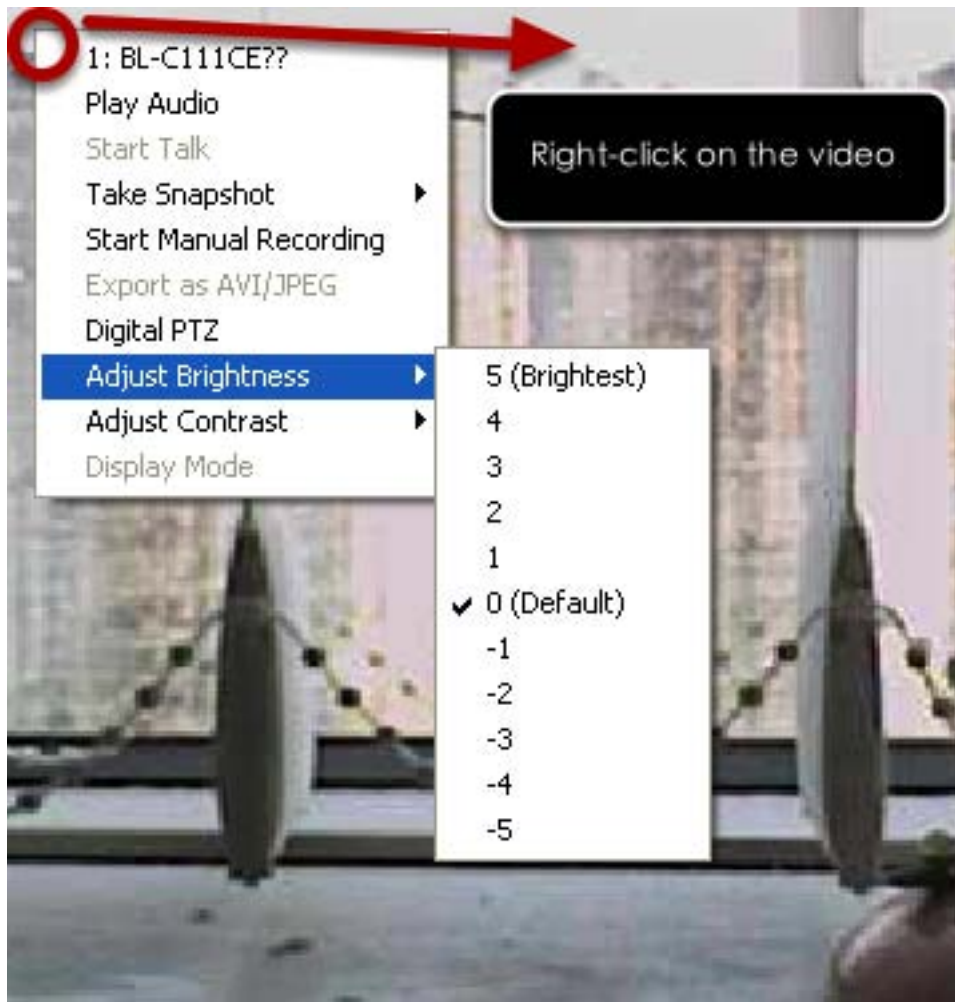 1: BL-C111CE??
Play Audio
Start Talk
Take Snapshot
Start Manual Recording
Export as AVI/JPEG
Digital PTZ
Adjust Brightness
Adjust Contrast
Display Mode
Right-click on the video
5 (Brightest)
4
3
2
1
0 (Default)
-1
-2
-3
-4
-5